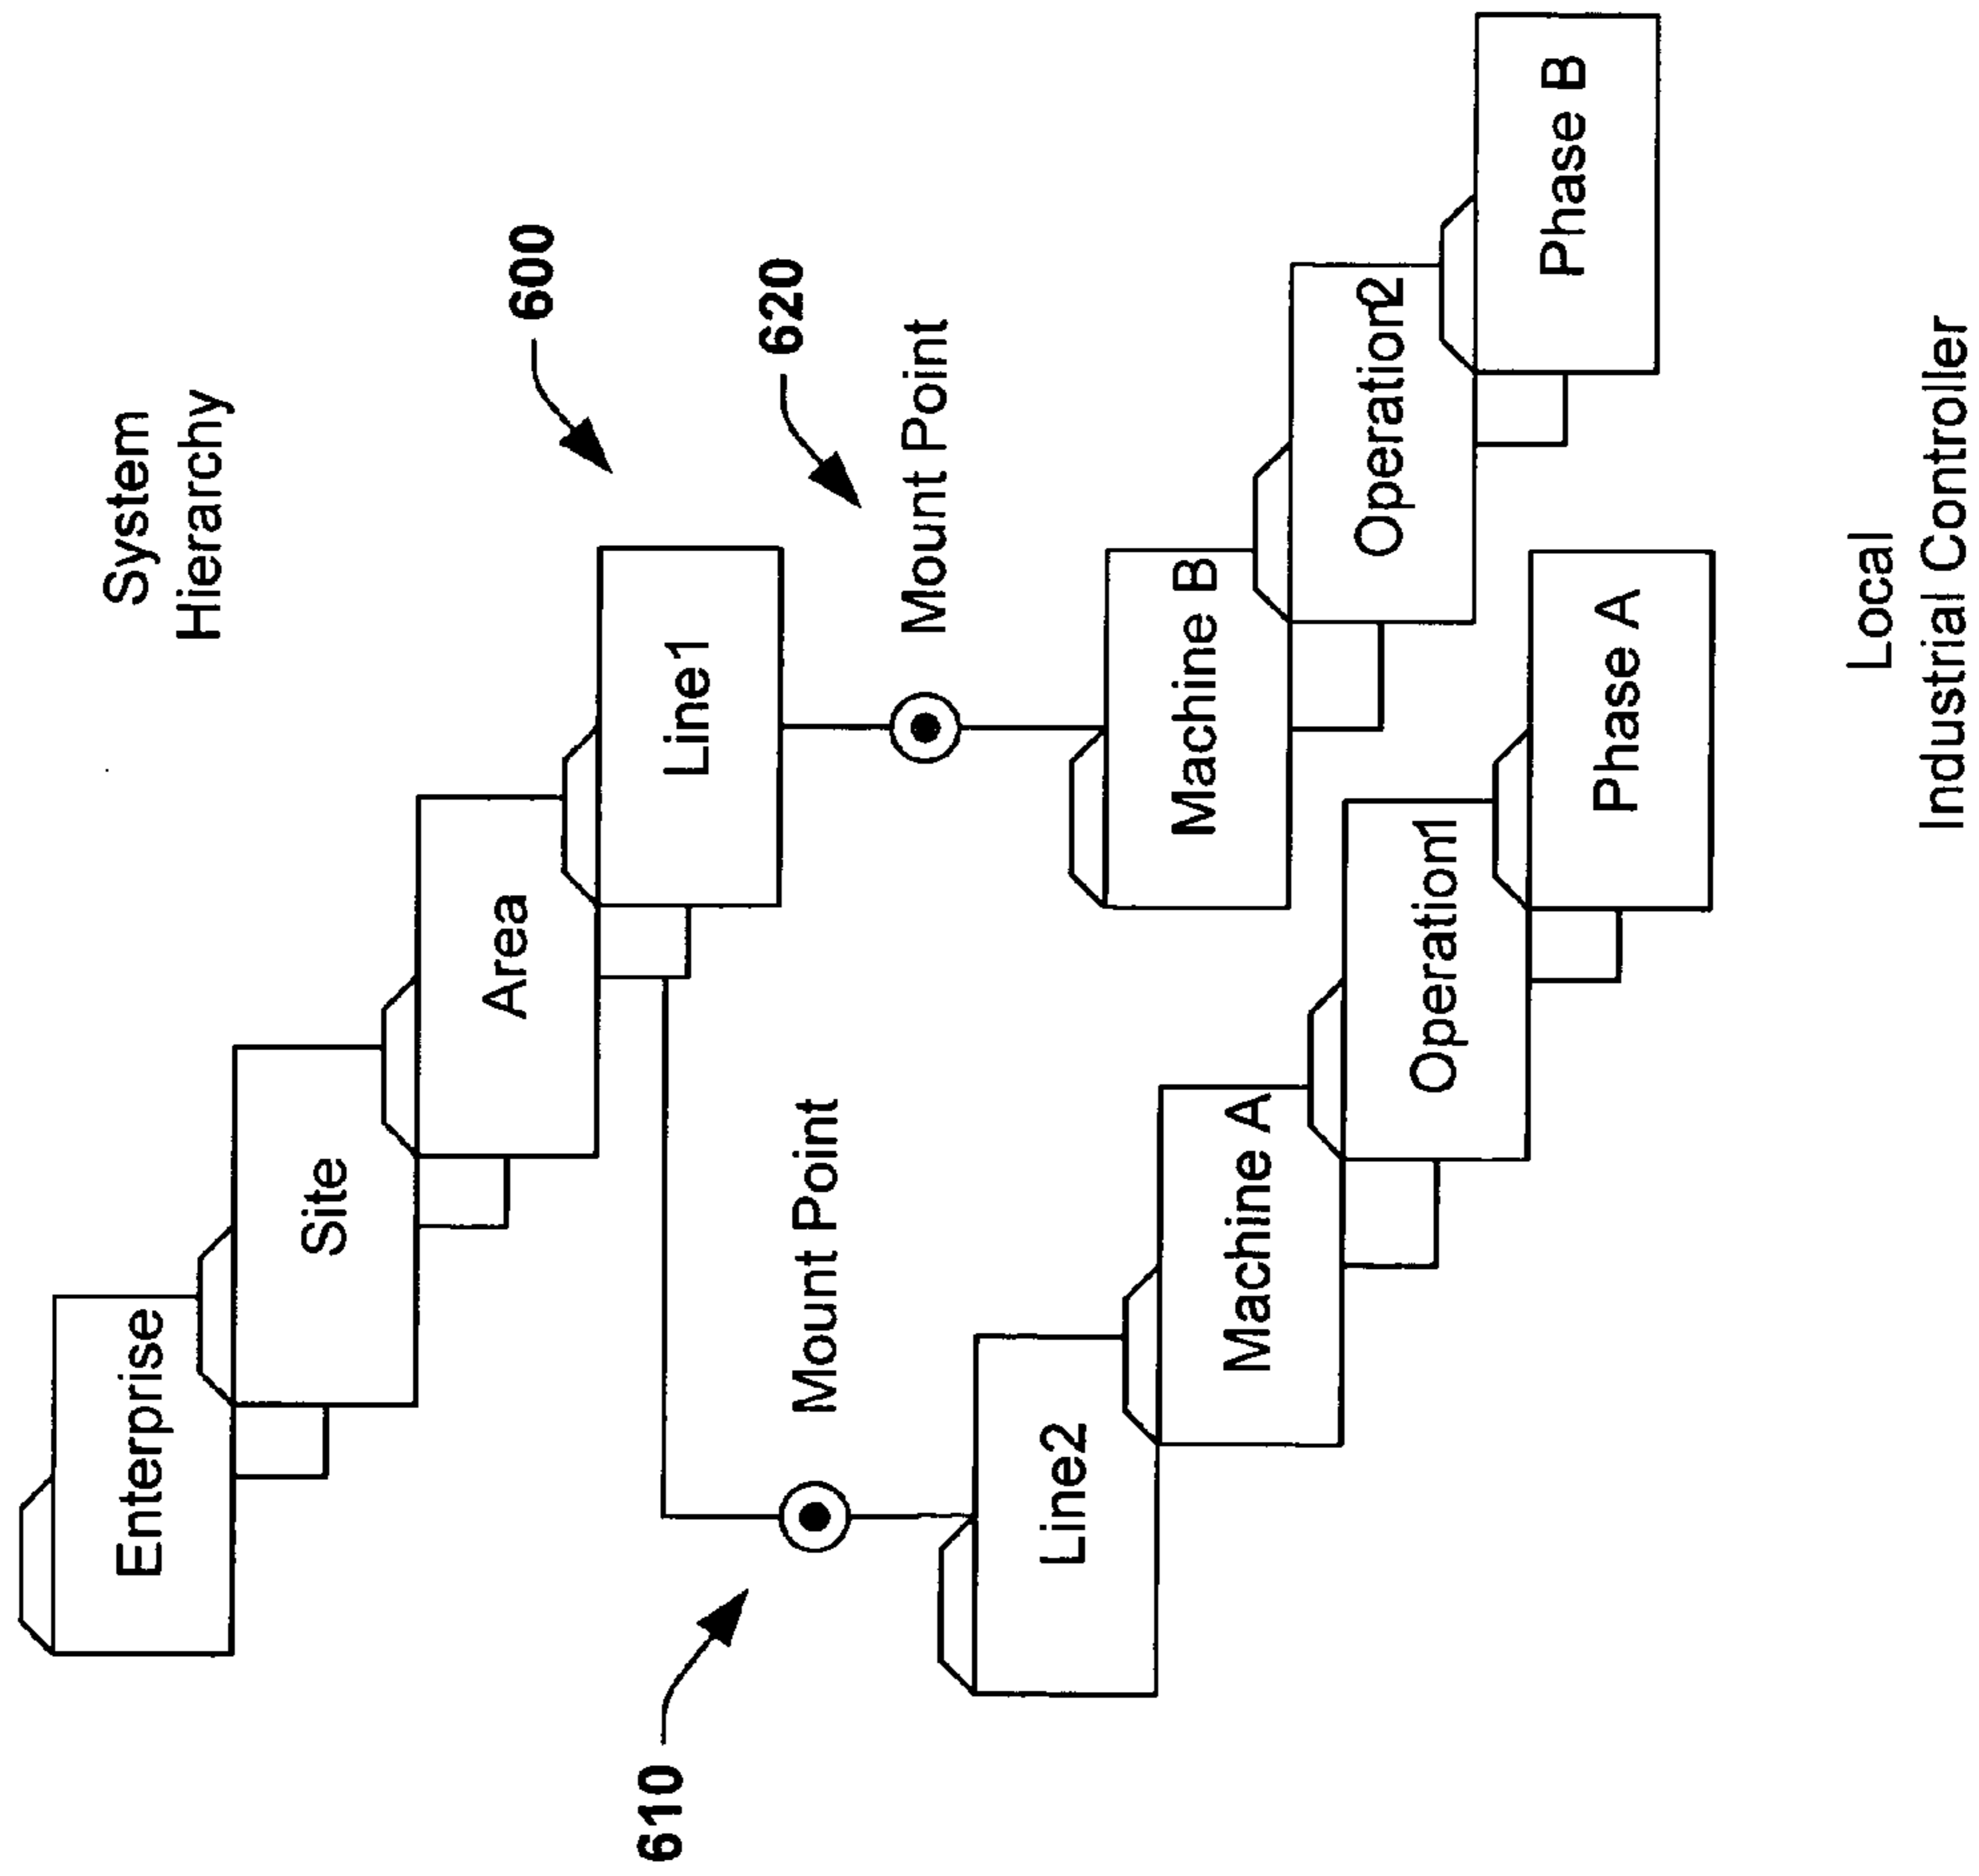 System
Hierarchy
600
Enterprise
Site
Area
Line1
610
Mount Point
620
Mount Point
Line2
Machine A
Operation1
Phase A
Machine B
Operation2
Phase B
Local
Industrial Controller